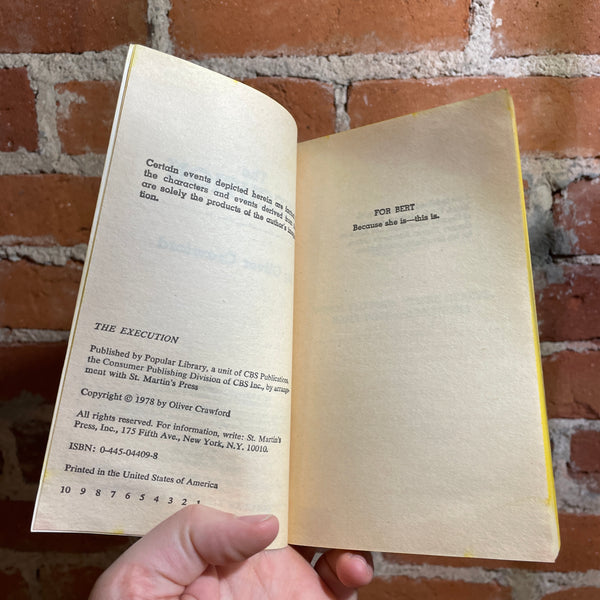 Certain events depicted herein are
the characters and events derived
are solely the products of the author's
tion.
THE EXECUTION
Published by Popular Library, a unit of CBS Publications,
the Consumer Publishing Division of CBS Inc., by arrange-
ment with St. Martin's Press
Copyright © 1978 by Oliver Crawford
All rights reserved. For information, write: St. Martin's
Press, Inc., 175 Fifth Ave., New York, N.Y. 10010.
ISBN: 0-445-04409-8
Printed in the United States of America
10 9 8 7 6 5 4 3 2 1
FOR BERT
Because she is—this is.